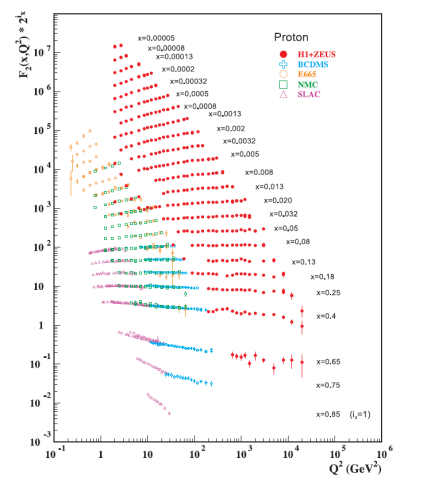 F₂(x,Q²) * 2^iₓ
10⁷
10⁶
10⁵
10⁴
10³
10²
10
1
10⁻¹
10⁻²
10⁻³
x=0.00005
x=0.00008
x=0.00013
x=0.0002
x=0.00032
x=0.0005
x=0.0008
x=0.0013
x=0.002
x=0.0032
x=0.005
x=0.008
x=0.013
x=0.020
x=0.032
x=0.05
x=0.08
x=0.13
x=0.18
x=0.25
x=0.4
x=0.65
x=0.75
x=0.85 (iₓ=1)
Proton
H1+ZEUS
BCDMS
E665
NMC
SLAC
10⁻¹ 1 10 10² 10³ 10⁴ 10⁵ 10⁶
Q² (GeV²)